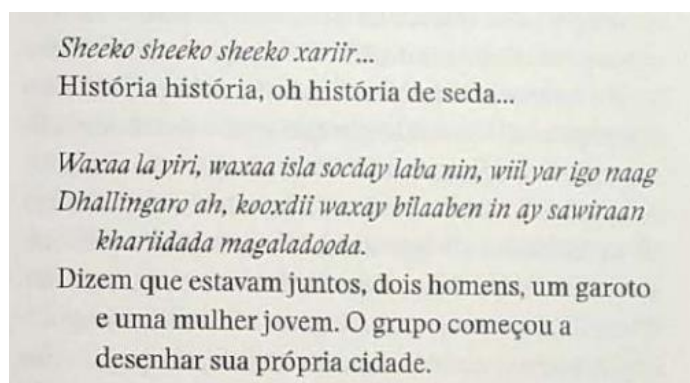 Sheeko sheeko sheeko xariir...
História história, oh história de seda...
Waxaa la yiri, waxaa isla socday laba nin, wiil yar igo naag
Dhallingaro ah, kooxdii waxay bilaaben in ay sawiraan
khariidada magaladooda.
Dizem que estavam juntos, dois homens, um garoto
e uma mulher jovem. O grupo começou a
desenhar sua própria cidade.